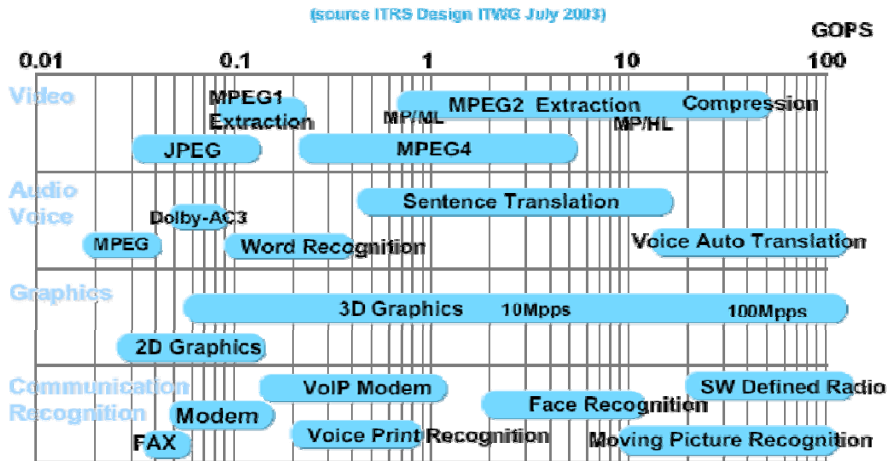 (source ITRS Design ITWG July 2003)
GOPS
0.01 0.1 1 10 100
Video
MPEG1
Extraction
MPEG2 Extraction Compression
MP/ML
MP/HL
JPEG
MPEG4
Audio
Voice
Sentence Translation
Dolby-AC3
MPEG
Word Recognition
Voice Auto Translation
Graphics
3D Graphics 10Mpps 100Mpps
2D Graphics
Communication
Recognition
VoIP Modem
SW Defined Radio
Face Recognition
Modem
FAX
Voice Print Recognition
Moving Picture Recognition